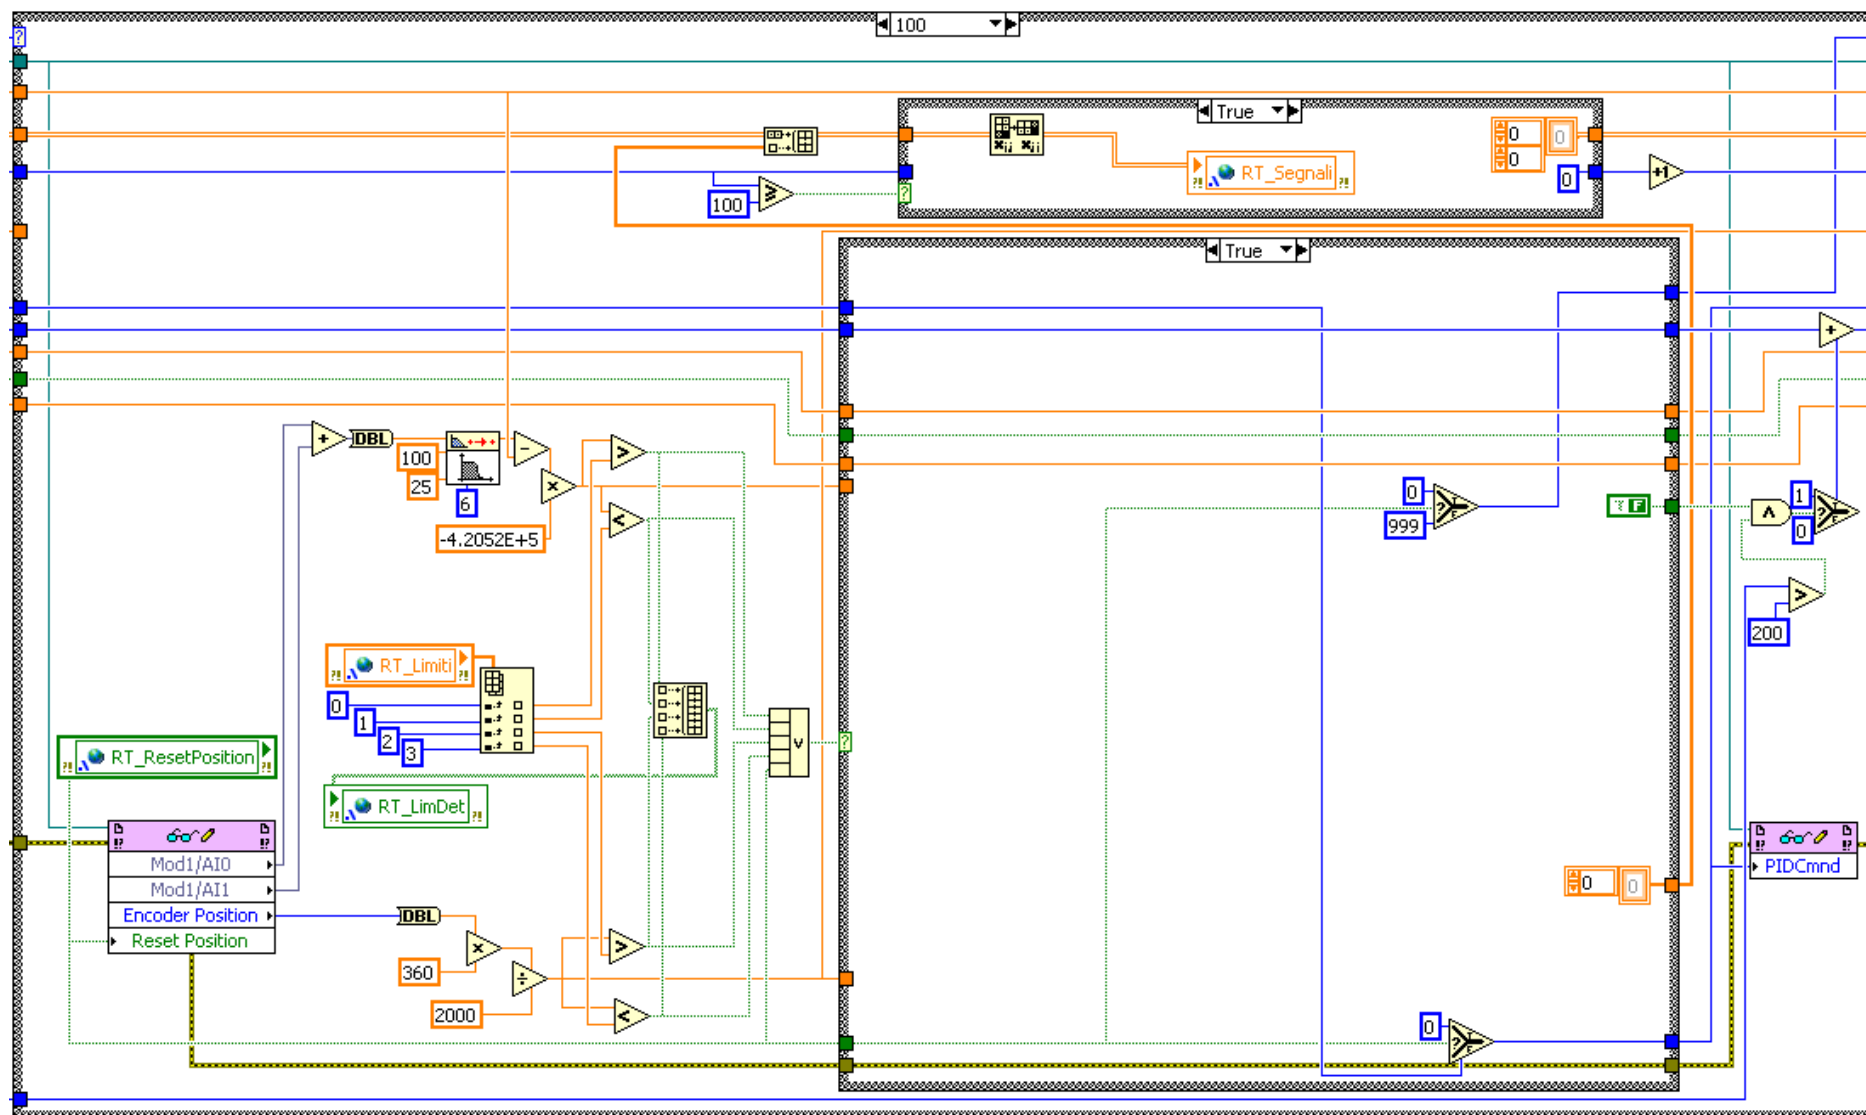 100
True
0
0
0
RT_Segnali
?!
?!
+1
0
100
≥
?
True
+
DBL
100
25
6
-
×
-4.2052E+5
>
<
0
999
?
T
F
F
1
0
∧
+
>
200
RT_Limiti
?!
?!
0
1
2
3
RT_ResetPosition
?!
?!
RT_LimDet
?!
?!
∨
?
Mod1/AI0
Mod1/AI1
Encoder Position
Reset Position
DBL
×
360
÷
2000
>
<
0
0
PIDCmnd
0
?
T
F